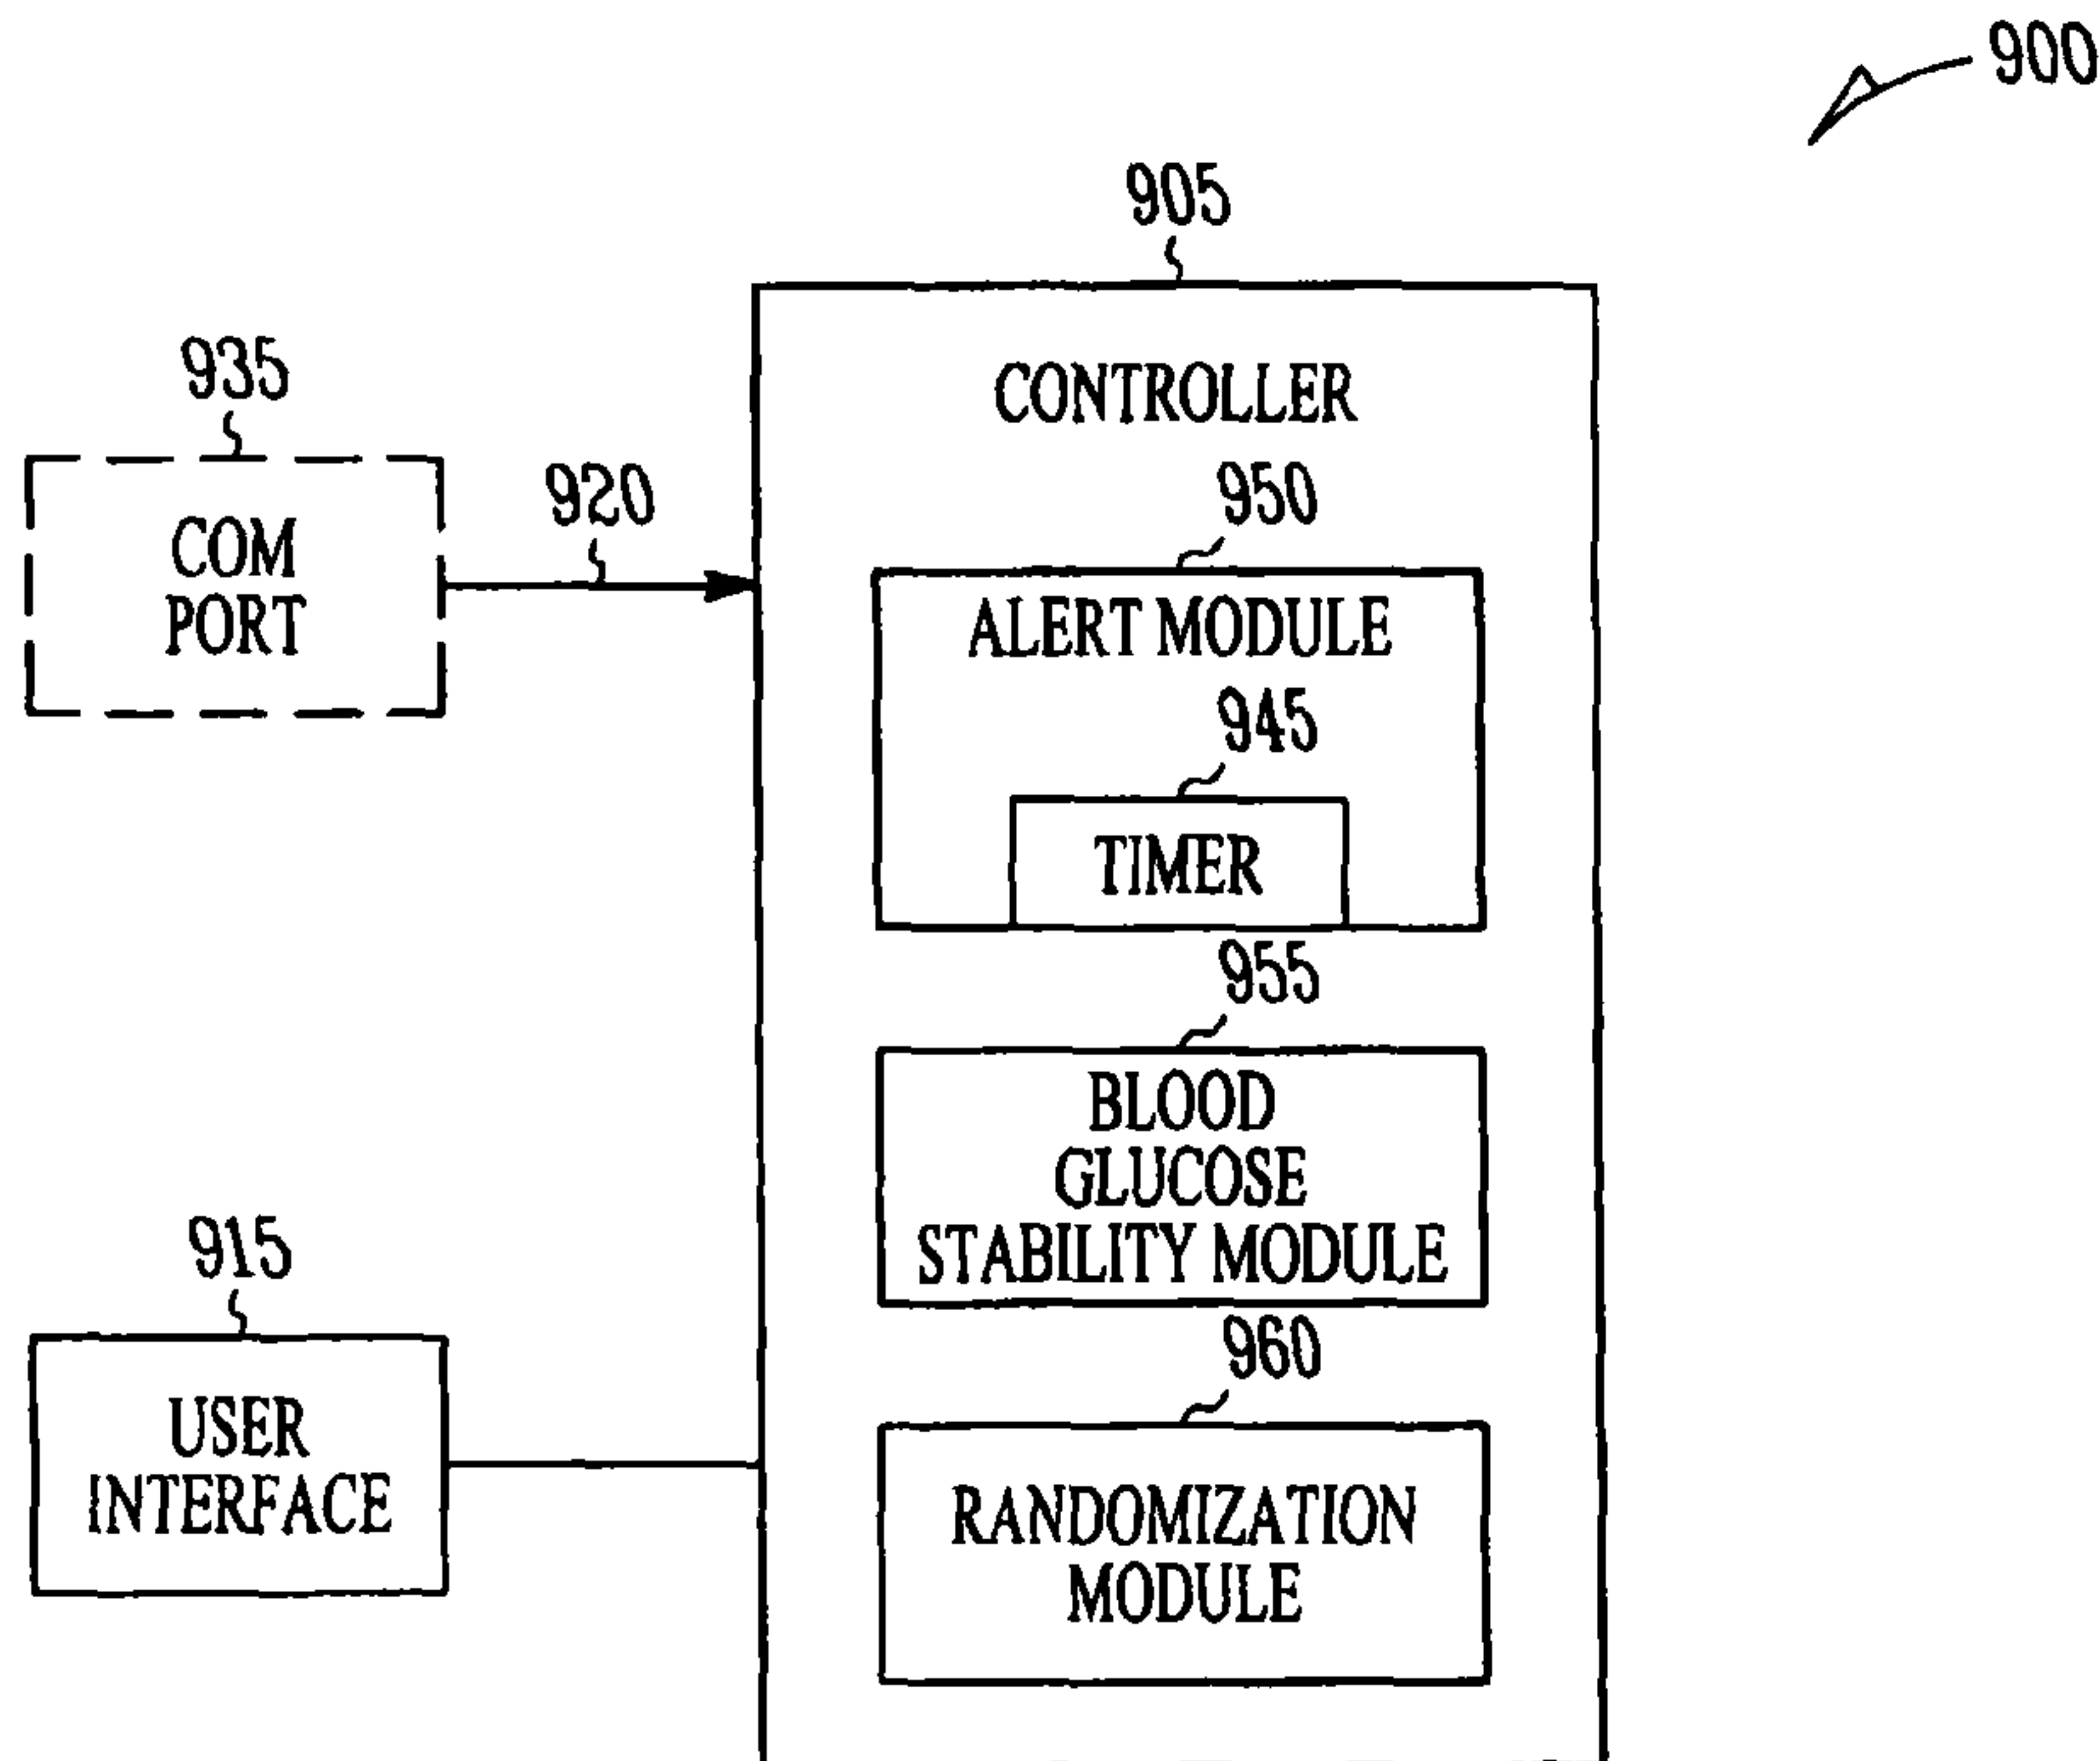 900
905
CONTROLLER
935
COM
PORT
920
950
ALERT MODULE
945
TIMER
955
BLOOD
GLUCOSE
STABILITY MODULE
915
USER
INTERFACE
960
RANDOMIZATION
MODULE